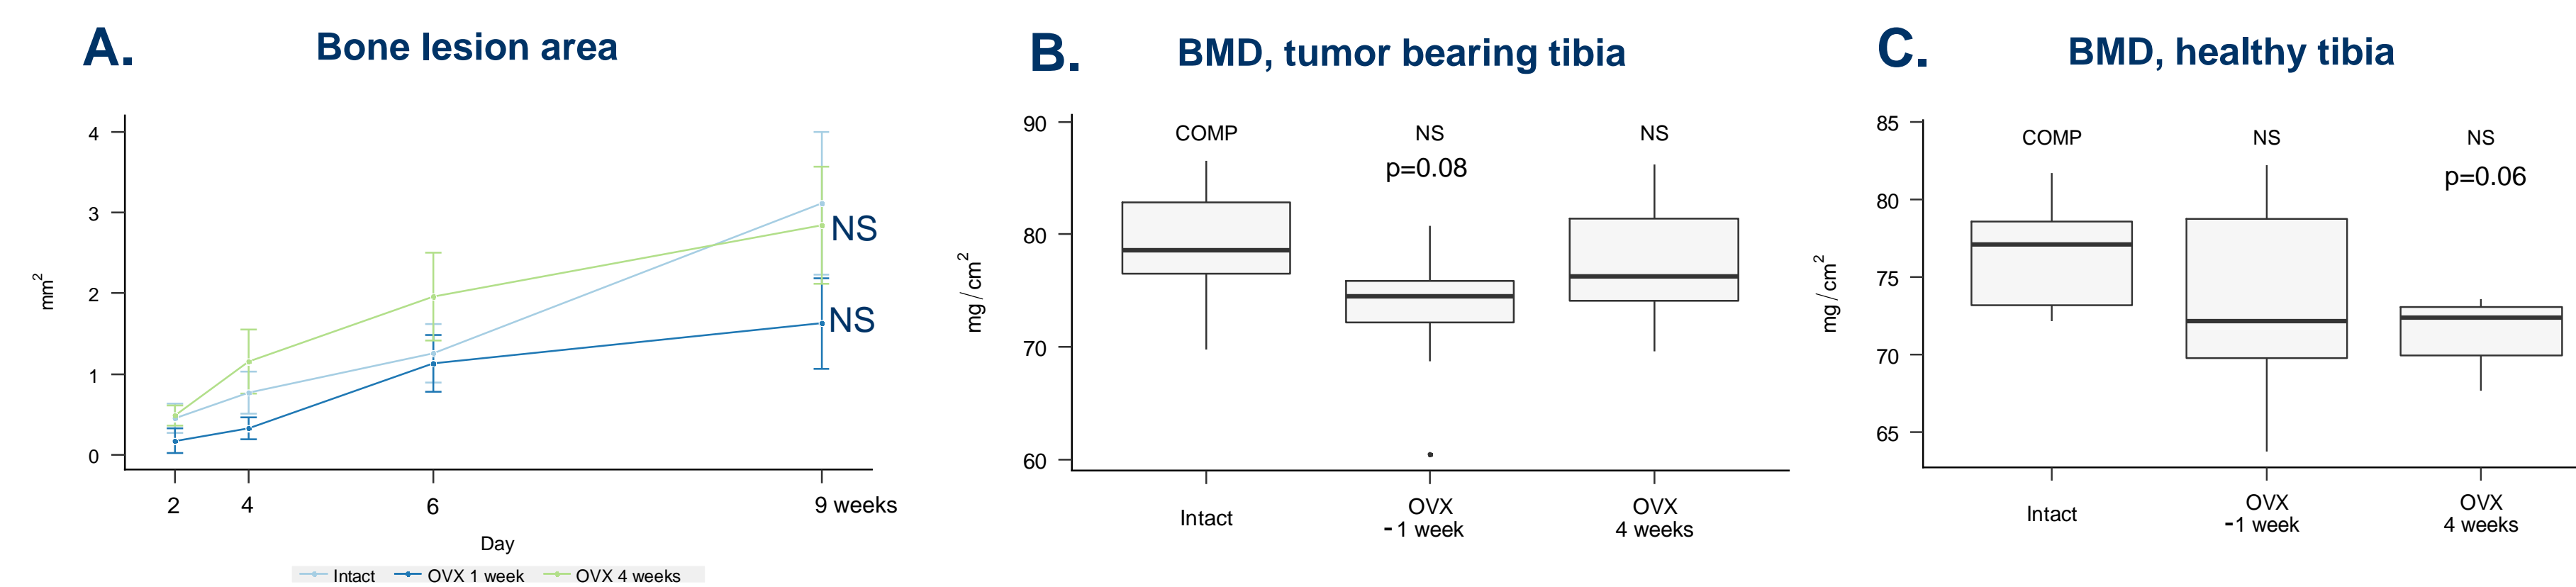 A.
Bone lesion area
4
3
2
1
0
mm²
NS
NS
2 4 6 9 weeks
Day
Intact OVX 1 week OVX 4 weeks
B.
BMD, tumor bearing tibia
90
80
70
60
mg/cm²
COMP NS NS
p=0.08
Intact OVX OVX
-1 week 4 weeks
C.
BMD, healthy tibia
85
80
75
70
65
mg/cm²
COMP NS NS
p=0.06
Intact OVX OVX
-1 week 4 weeks